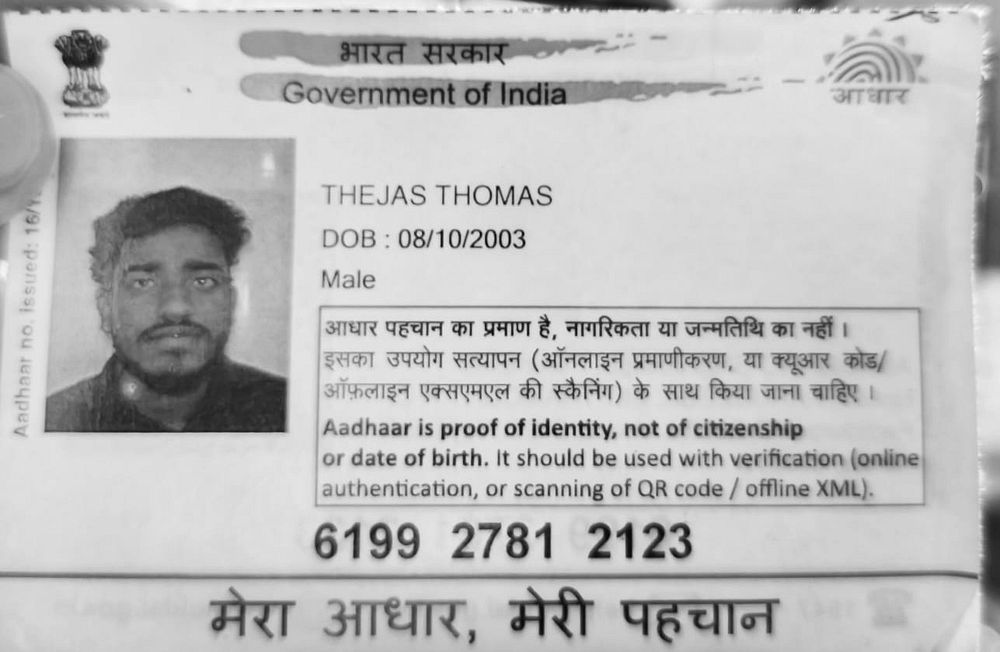 भारत सरकार
Government of India
आधार
Aadhaar no. issued: 16/
THEJAS THOMAS
DOB : 08/10/2003
Male
आधार पहचान का प्रमाण है, नागरिकता या जन्मतिथि का नहीं ।
इसका उपयोग सत्यापन (ऑनलाइन प्रमाणीकरण, या क्यूआर कोड/
ऑफ़लाइन एक्सएमएल की स्कैनिंग) के साथ किया जाना चाहिए ।
Aadhaar is proof of identity, not of citizenship
or date of birth. It should be used with verification (online
authentication, or scanning of QR code / offline XML).
6199 2781 2123
मेरा आधार, मेरी पहचान